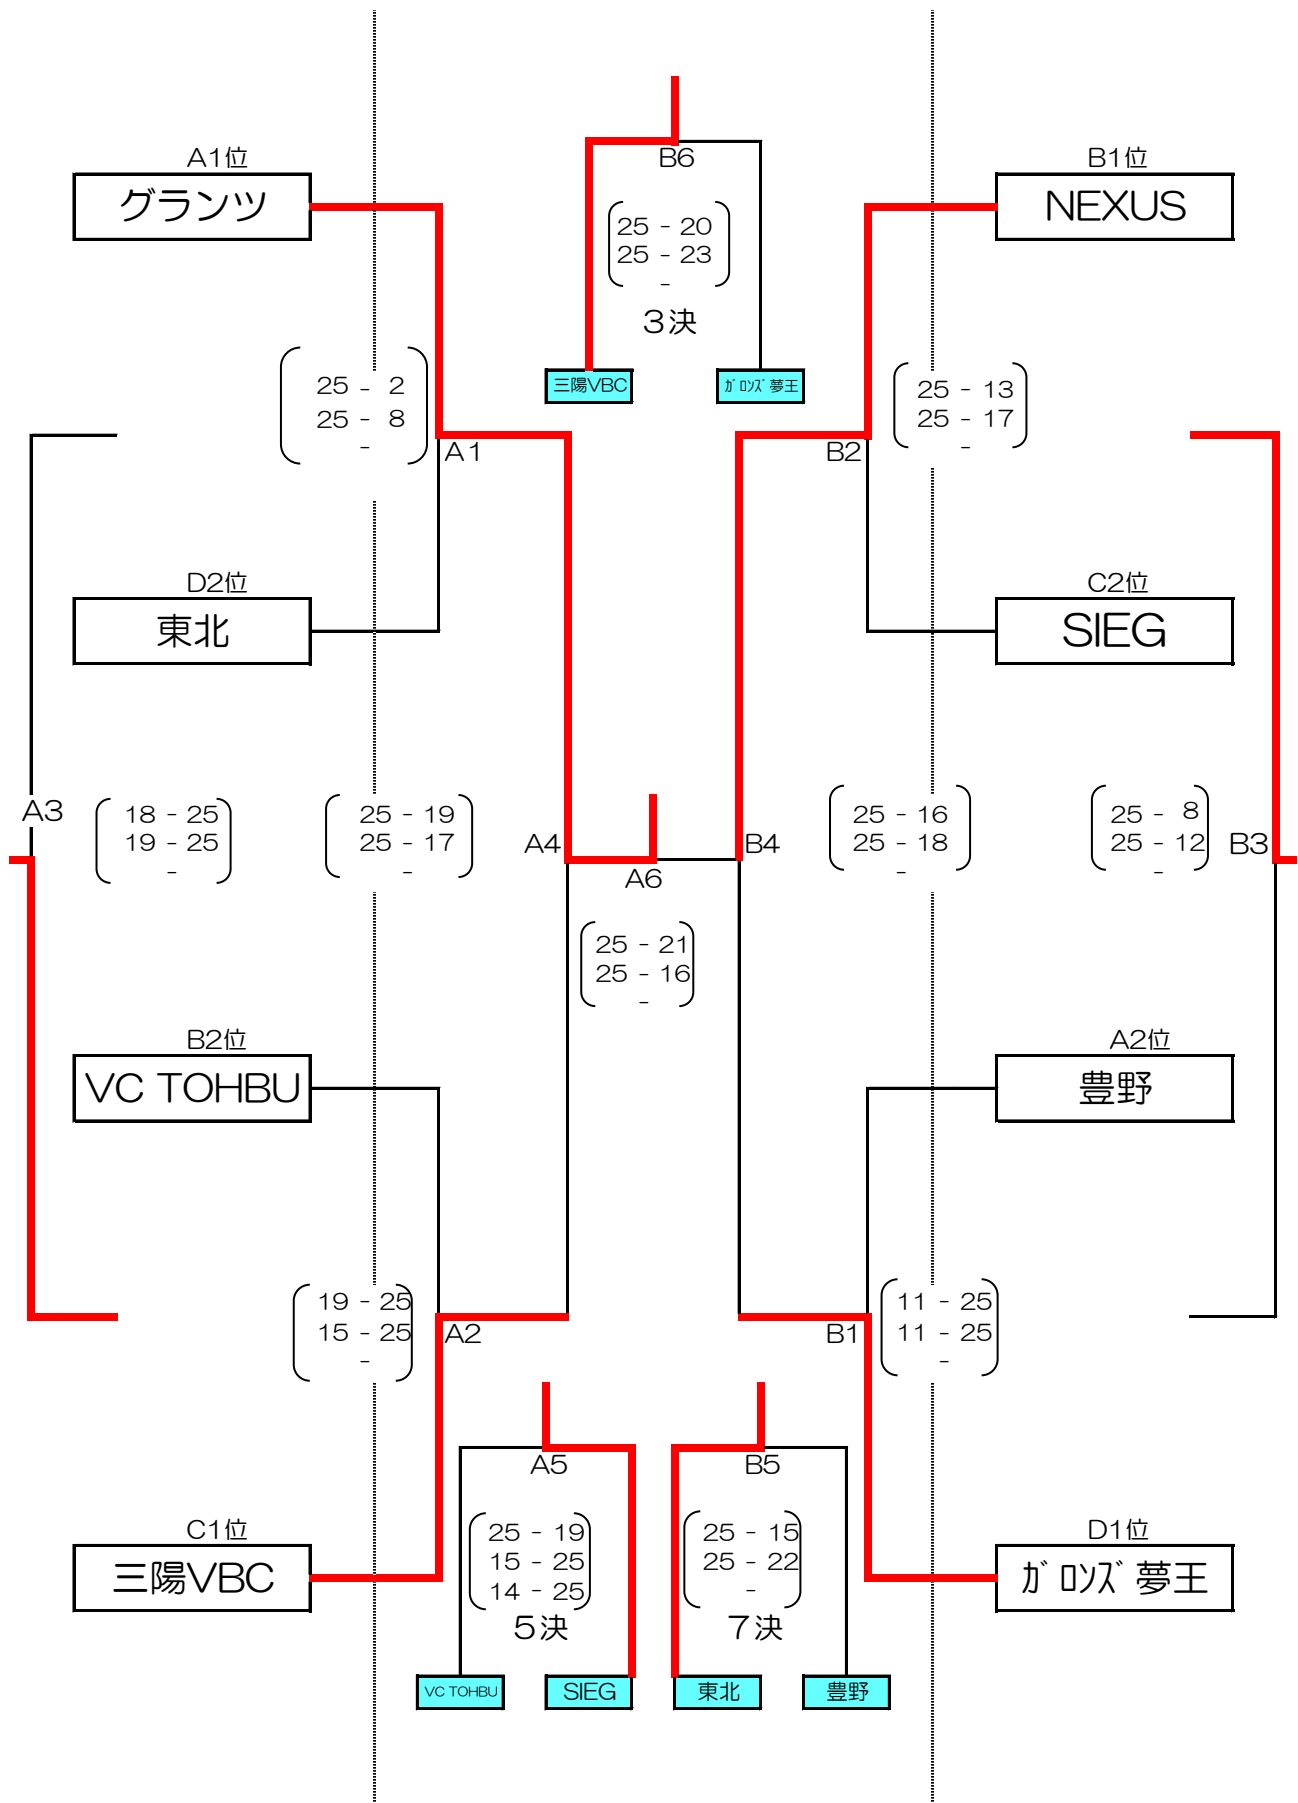 B6
A1位
B1位
グランツ
NEXUS
25 - 20
25 - 23
-
3決
三陽VBC
ｶﾞﾛﾝｽﾞ夢王
25 - 2
25 - 8
-
25 - 13
25 - 17
-
A1
B2
D2位
C2位
東北
SIEG
A3
18 - 25
19 - 25
-
25 - 19
25 - 17
-
A4
B4
25 - 16
25 - 18
-
25 - 8
25 - 12
-
B3
A6
25 - 21
25 - 16
-
B2位
A2位
VC TOHBU
豊野
19 - 25
15 - 25
-
A2
B1
11 - 25
11 - 25
-
A5
B5
C1位
D1位
三陽VBC
ｶﾞﾛﾝｽﾞ夢王
25 - 19
15 - 25
14 - 25
5決
25 - 15
25 - 22
-
7決
VC TOHBU
SIEG
東北
豊野